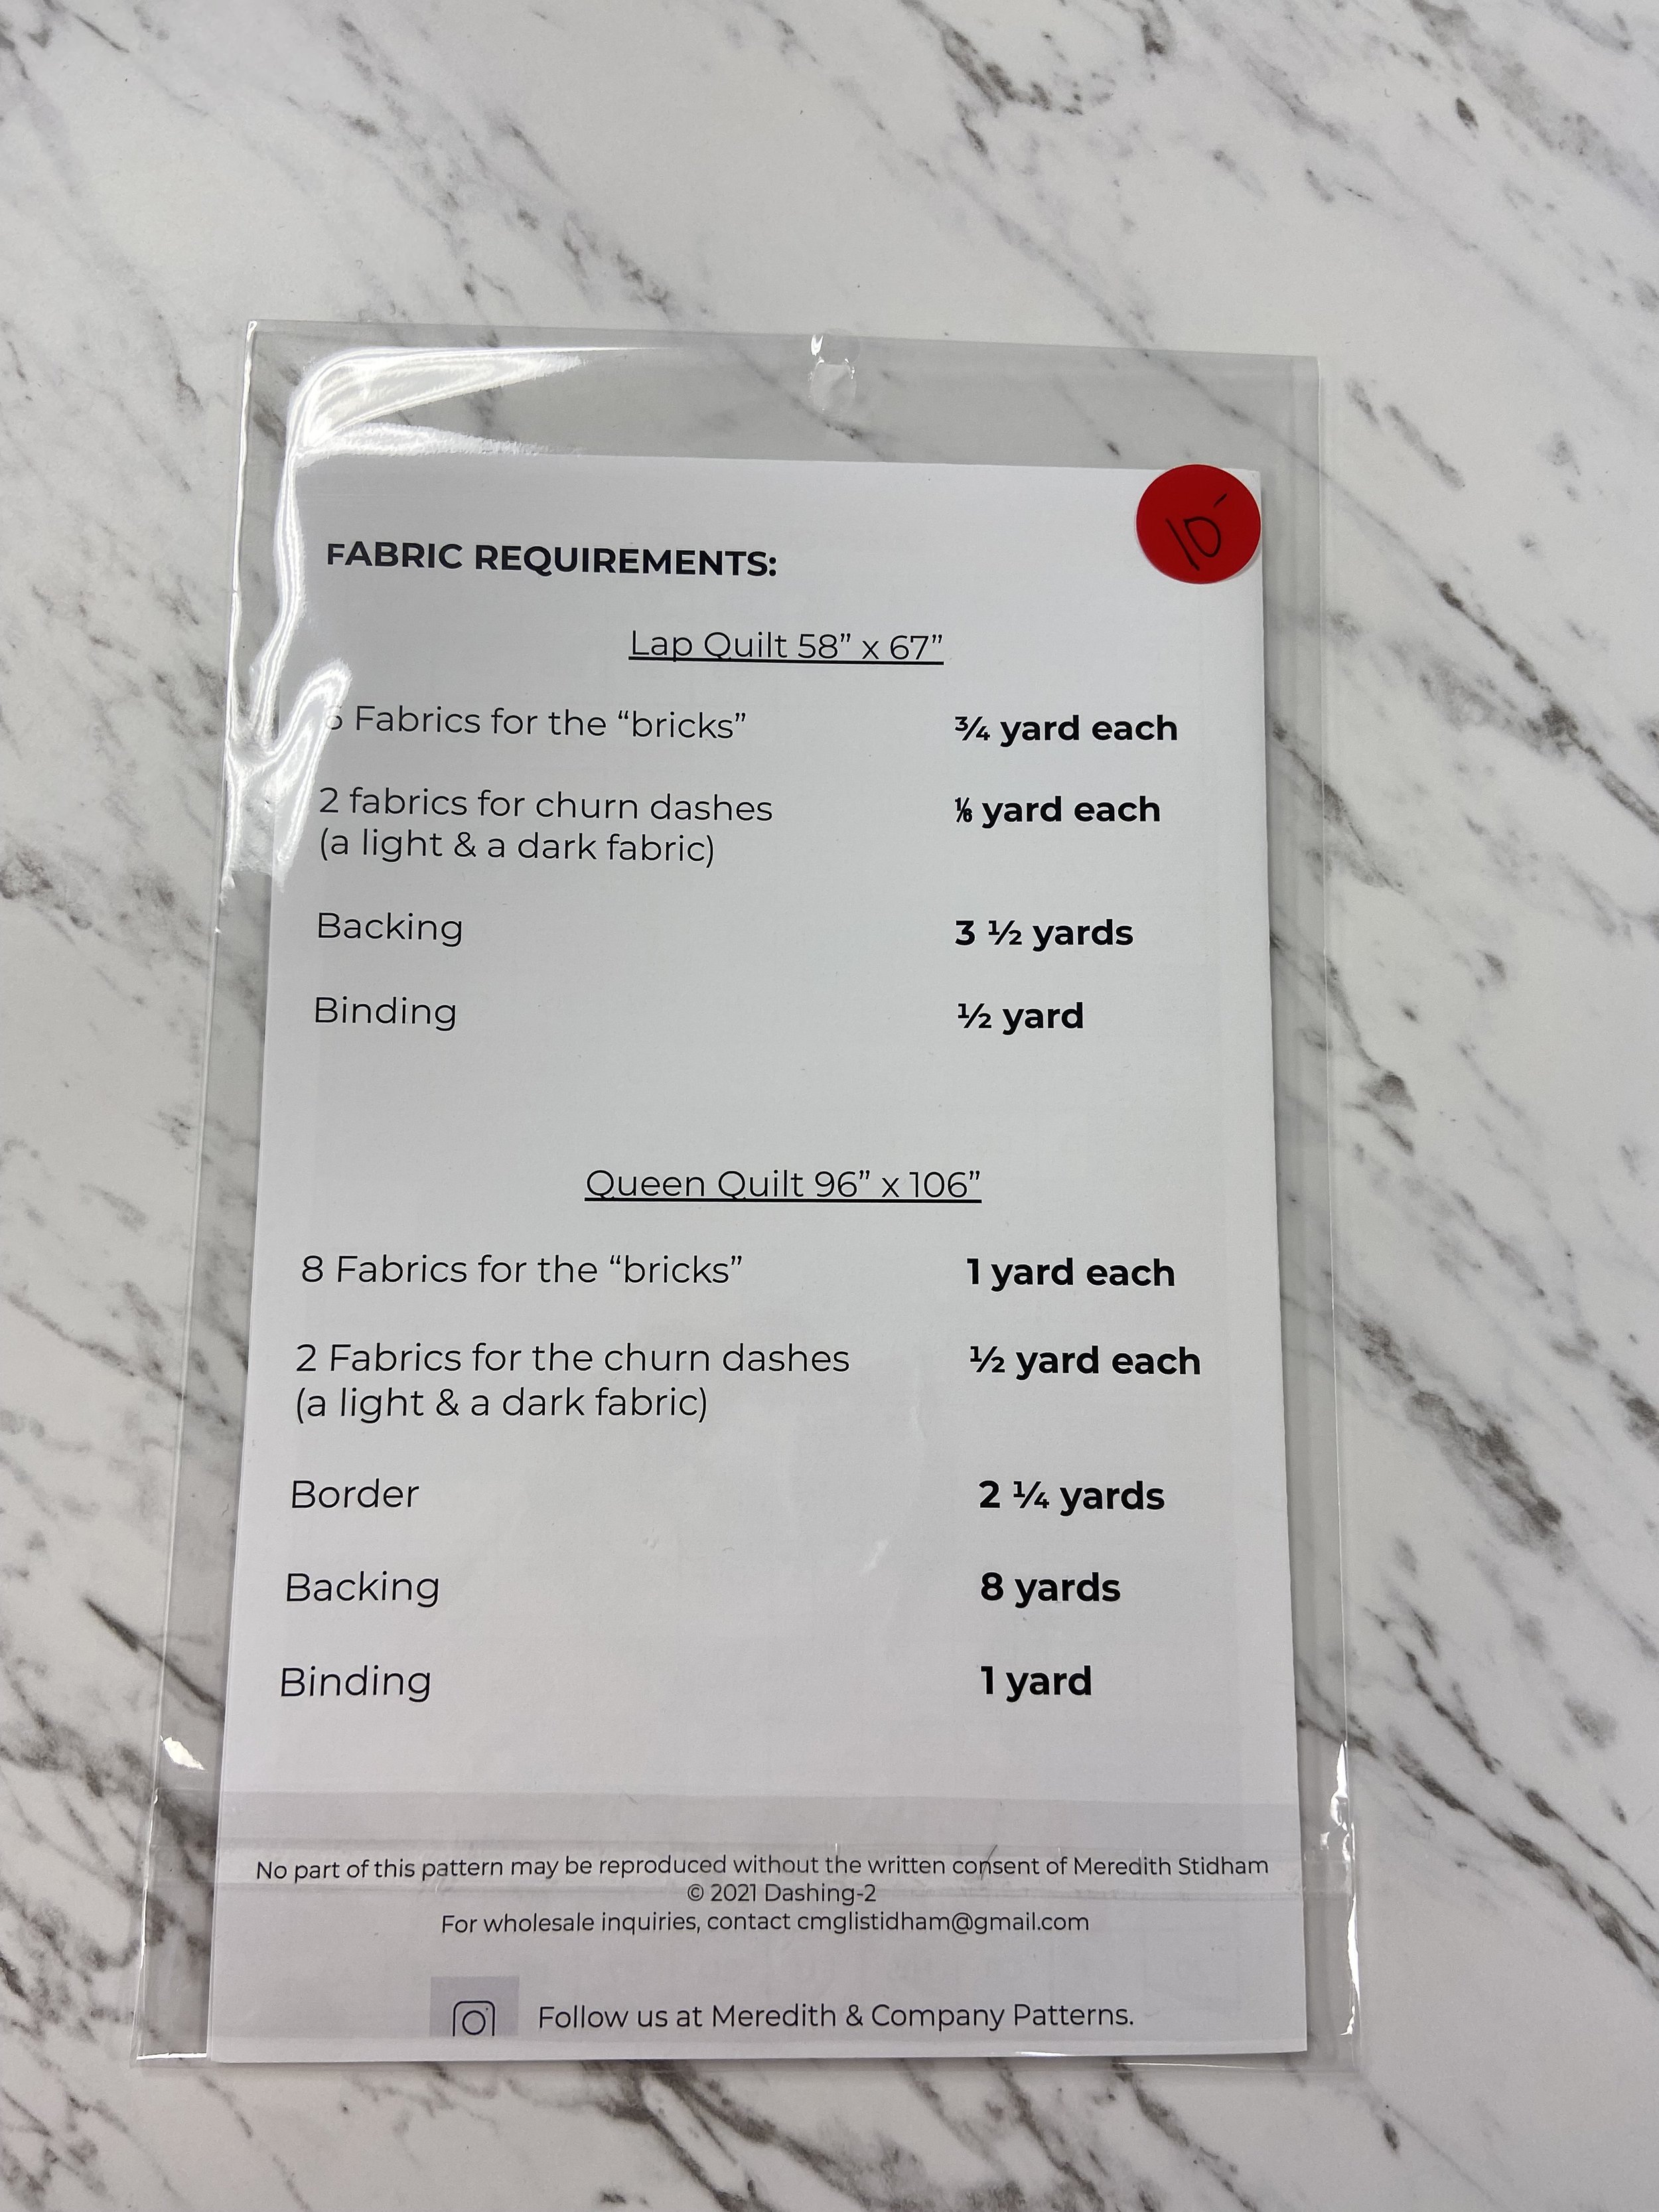 10-
FABRIC REQUIREMENTS:
Lap Quilt 58” x 67”
Fabrics for the “bricks” ¾ yard each
2 fabrics for churn dashes yard each
(a light & a dark fabric)
Backing 3 ½ yards
Binding ½ yard
Queen Quilt 96” x 106”
8 Fabrics for the “bricks” 1 yard each
2 Fabrics for the churn dashes ½ yard each
(a light & a dark fabric)
Border 2 ¼ yards
Backing 8 yards
Binding 1 yard
No part of this pattern may be reproduced without the written consent of Meredith Stidham
© 2021 Dashing-2
For wholesale inquiries, contact cmglistidham@gmail.com
Follow us at Meredith & Company Patterns.